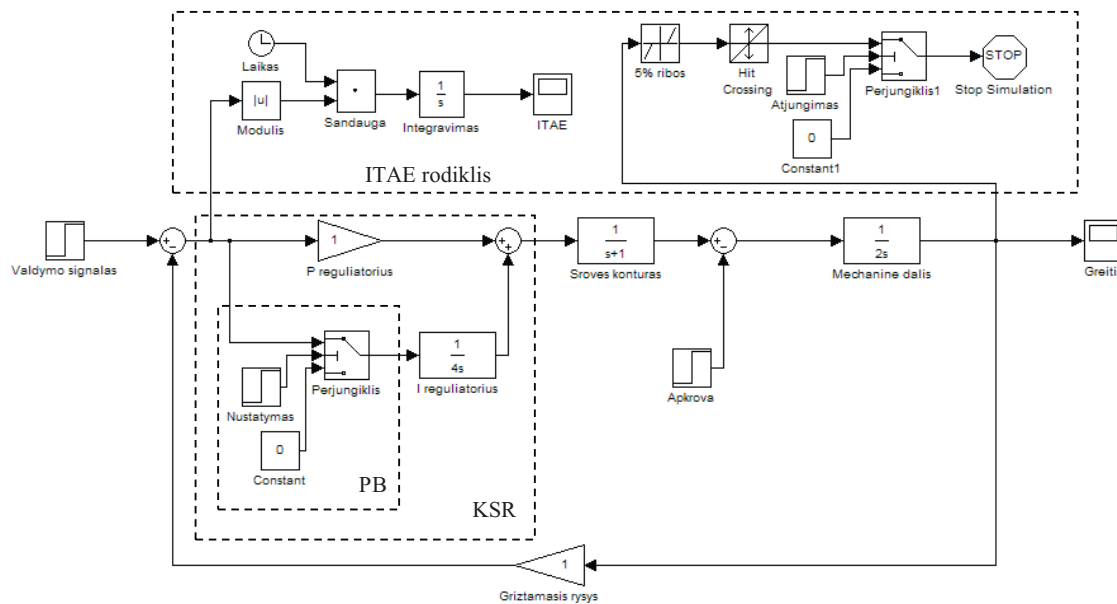 Laikas
|u|
Modulis
Sandauga
1
s
Integravimas
ITAE
ITAE rodiklis
5% ribos
Hit
Crossing
Atjungimas
0
Constant1
Perjungiklis1
STOP
Stop Simulation
Valdymo signalas
+
−
1
P reguliatorius
+
+
1
s+1
Sroves konturas
+
−
1
2s
Mechanine dalis
Greiti
Nustatymas
Perjungiklis
0
Constant
PB
1
4s
I reguliatorius
KSR
Apkrova
1
Griztamasis rysys